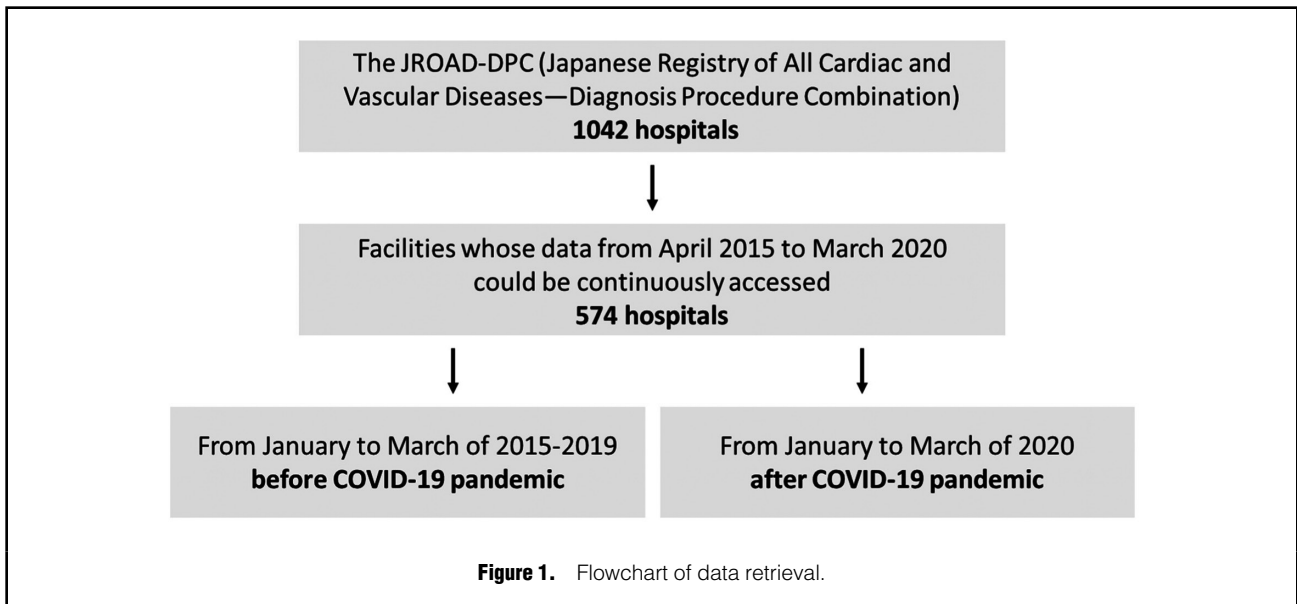 The JROAD-DPC (Japanese Registry of All Cardiac and
Vascular Diseases—Diagnosis Procedure Combination)
1042 hospitals
Facilities whose data from April 2015 to March 2020
could be continuously accessed
574 hospitals
From January to March of 2015-2019
before COVID-19 pandemic
From January to March of 2020
after COVID-19 pandemic
Figure 1. Flowchart of data retrieval.